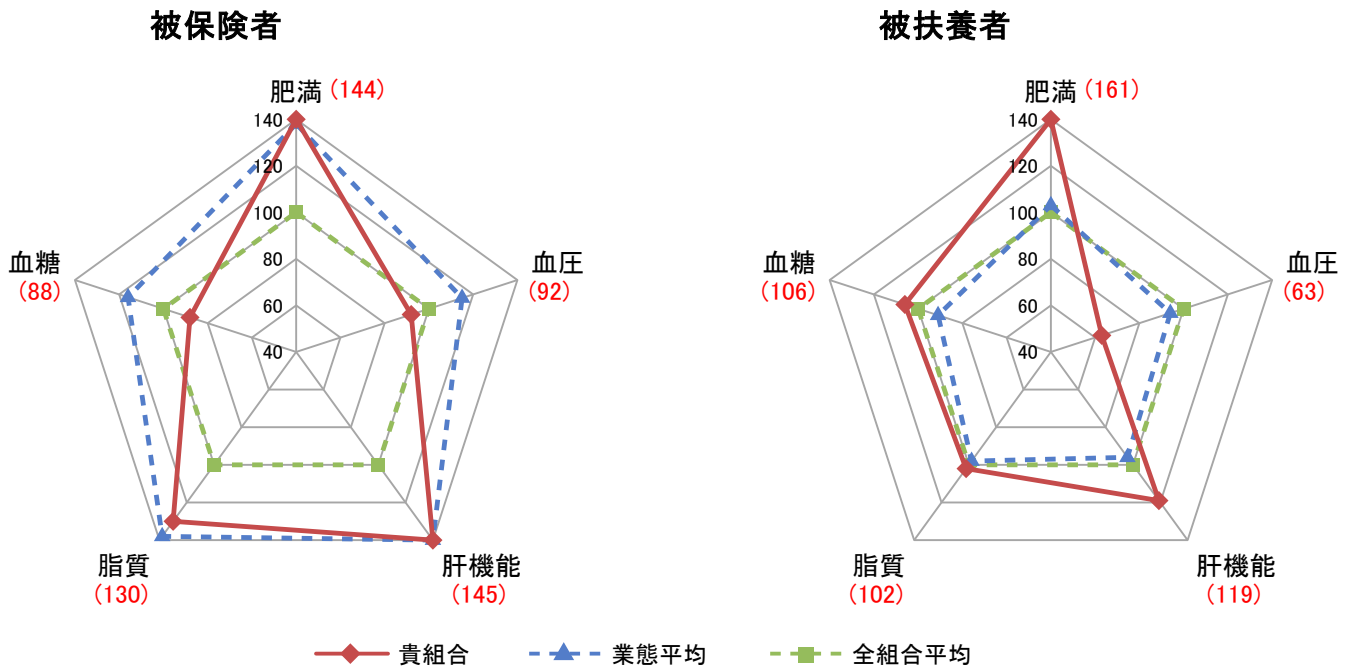 被保険者
肥満 (144)
140
120
100
80
60
40
血糖
(88)
血圧
(92)
脂質
(130)
肝機能
(145)
被扶養者
肥満 (161)
140
120
100
80
60
40
血糖
(106)
血圧
(63)
脂質
(102)
肝機能
(119)
貴組合 業態平均 全組合平均